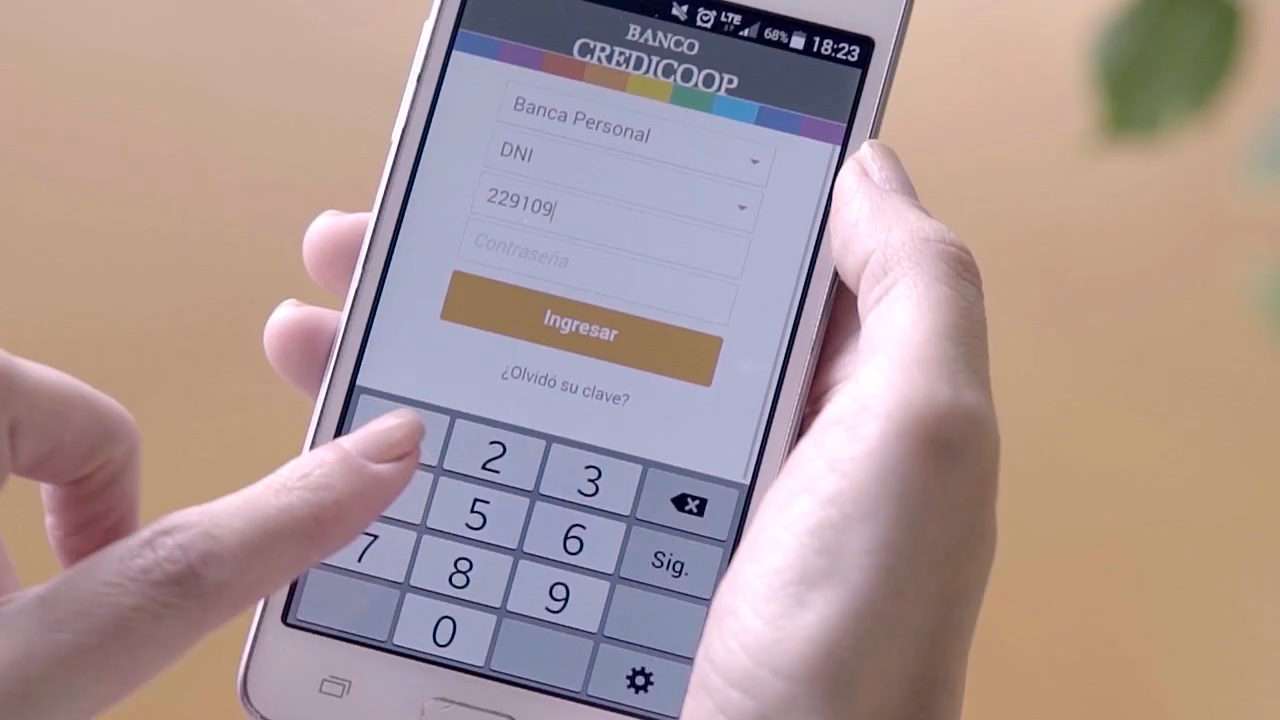 LTE 68% 18:23
BANCO
CREDICOOP
Banca Personal
DNI
229109
Contraseña
Ingresar
¿Olvidó su clave?
2 3
5 6 Sig.
7 8 9
0